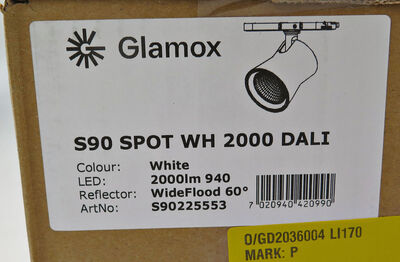 Glamox
S90 SPOT WH 2000 DALI
Colour: White
LED: 2000lm 940
Reflector: WideFlood 60°
ArtNo: S90225553
7 020940 420990
O/GD2036004 LI170
MARK: P